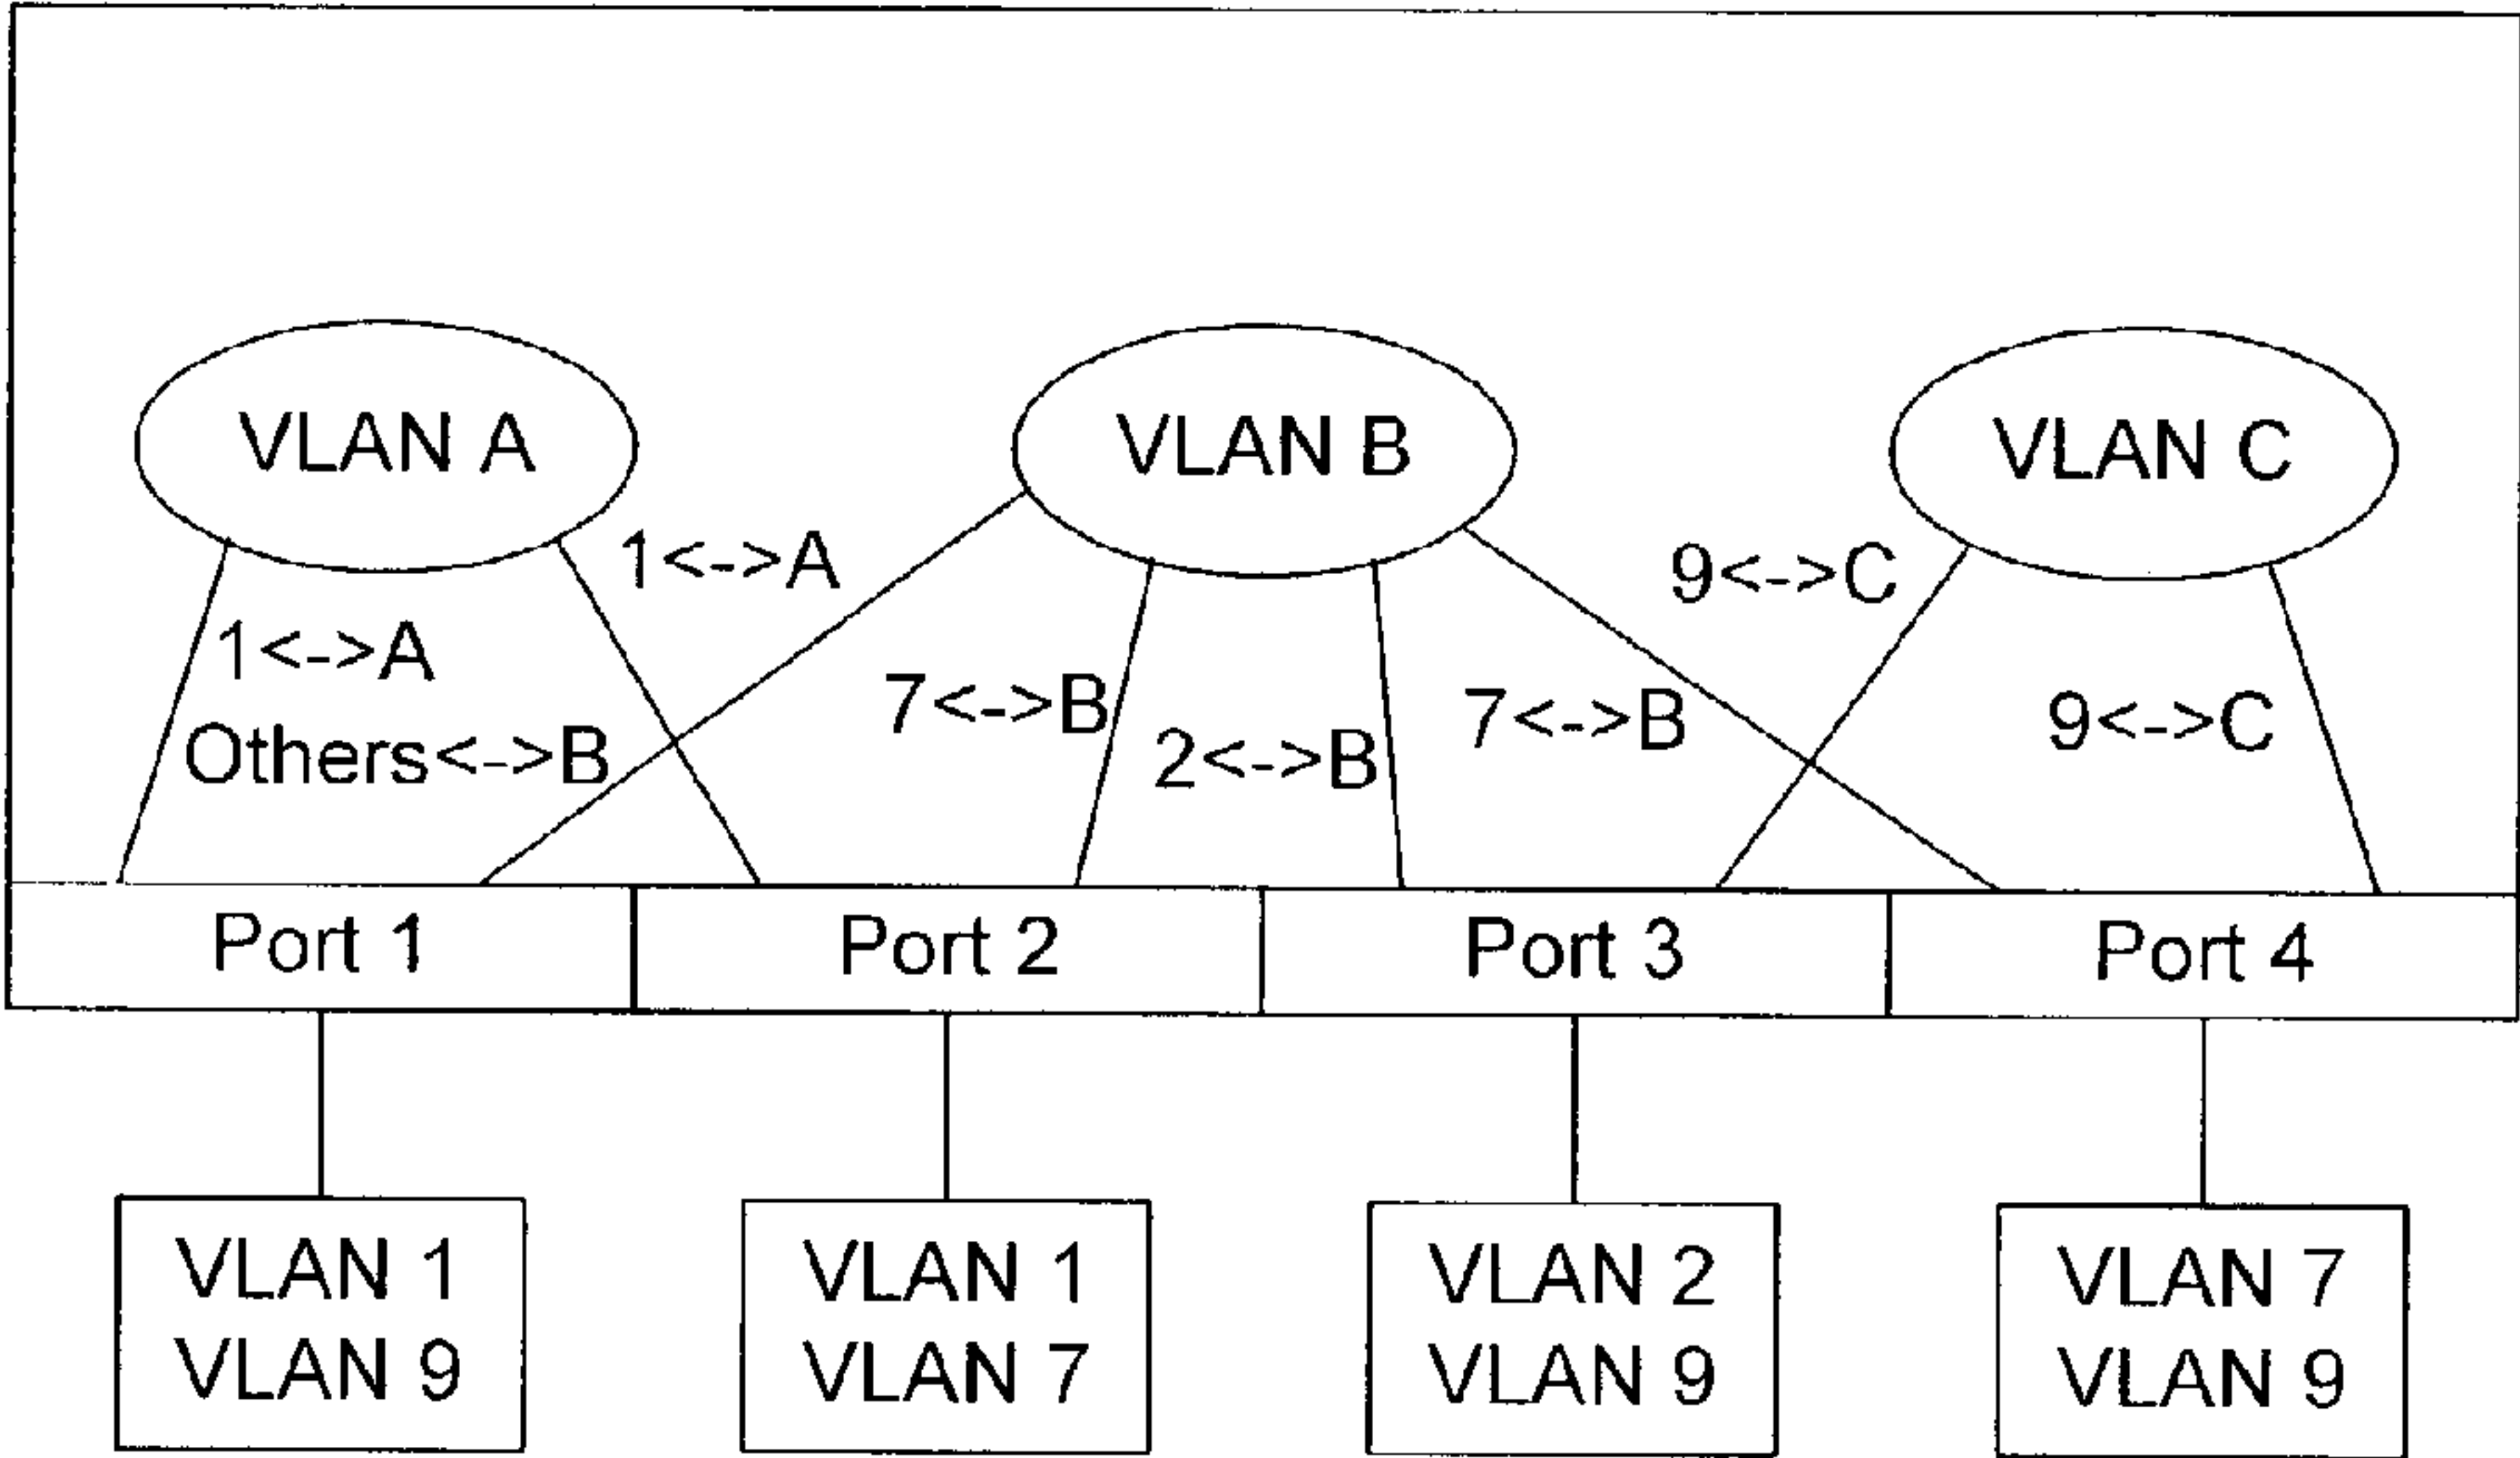 VLAN A
VLAN B
VLAN C
1<->A
9<->C
1<->A
7<->B
7<->B
9<->C
Others<->B
2<->B
Port 1
Port 2
Port 3
Port 4
VLAN 1
VLAN 9
VLAN 1
VLAN 7
VLAN 2
VLAN 9
VLAN 7
VLAN 9